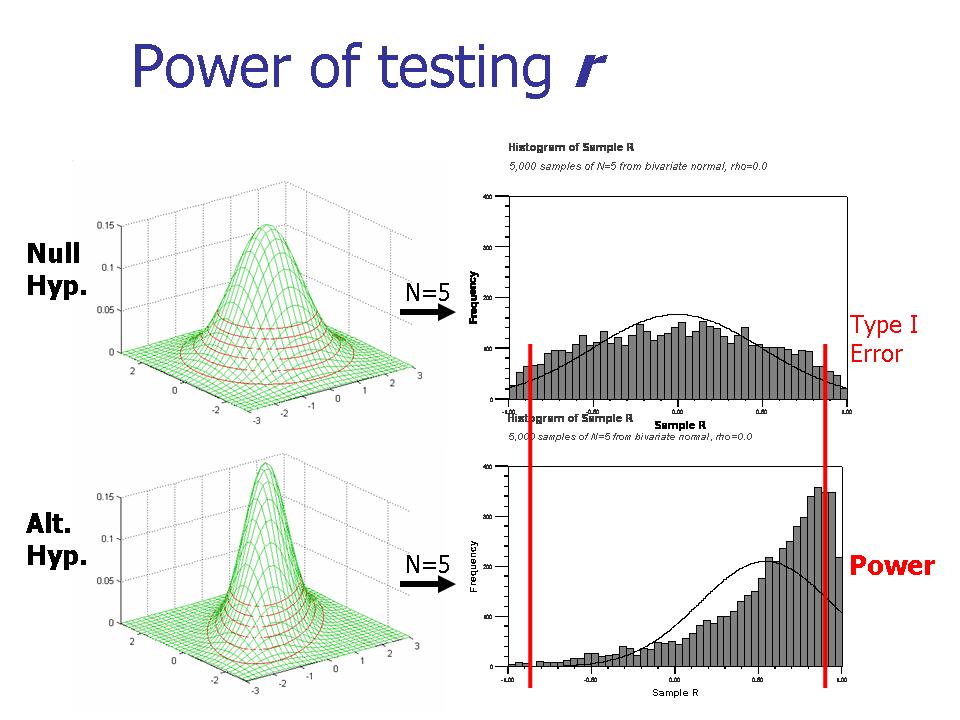 Power of testing r
Histogram of Sample R
5,000 samples of N=5 from bivariate normal, rho=0.0
Null
Hyp.
0.15
0.1
0.05
0
2
0
-2
-3
-2
-1
0
1
2
3
N=5
400
300
200
100
0
Frequency
-1.00
-0.50
0.00
0.50
1.00
Sample R
Type I
Error
Histogram of Sample R
5,000 samples of N=5 from bivariate normal, rho=0.0
Alt.
Hyp.
0.15
0.1
0.05
0
2
0
-2
-3
-2
-1
0
1
2
3
N=5
400
300
200
100
0
Frequency
-1.00
-0.50
0.00
0.50
1.00
Sample R
Power